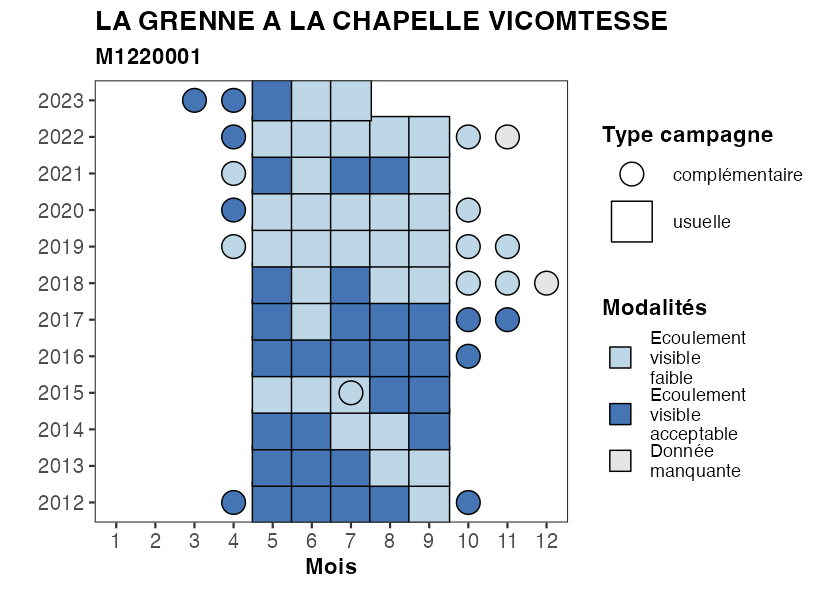 LA GRENNE A LA CHAPELLE VICOMTESSE
M1220001
2023
2022
2021
2020
2019
2018
2017
2016
2015
2014
2013
2012
1 2 3 4 5 6 7 8 9 10 11 12
Mois
Type campagne
complémentaire
usuelle
Modalités
Ecoulement
visible
faible
Ecoulement
visible
acceptable
Donnée
manquante